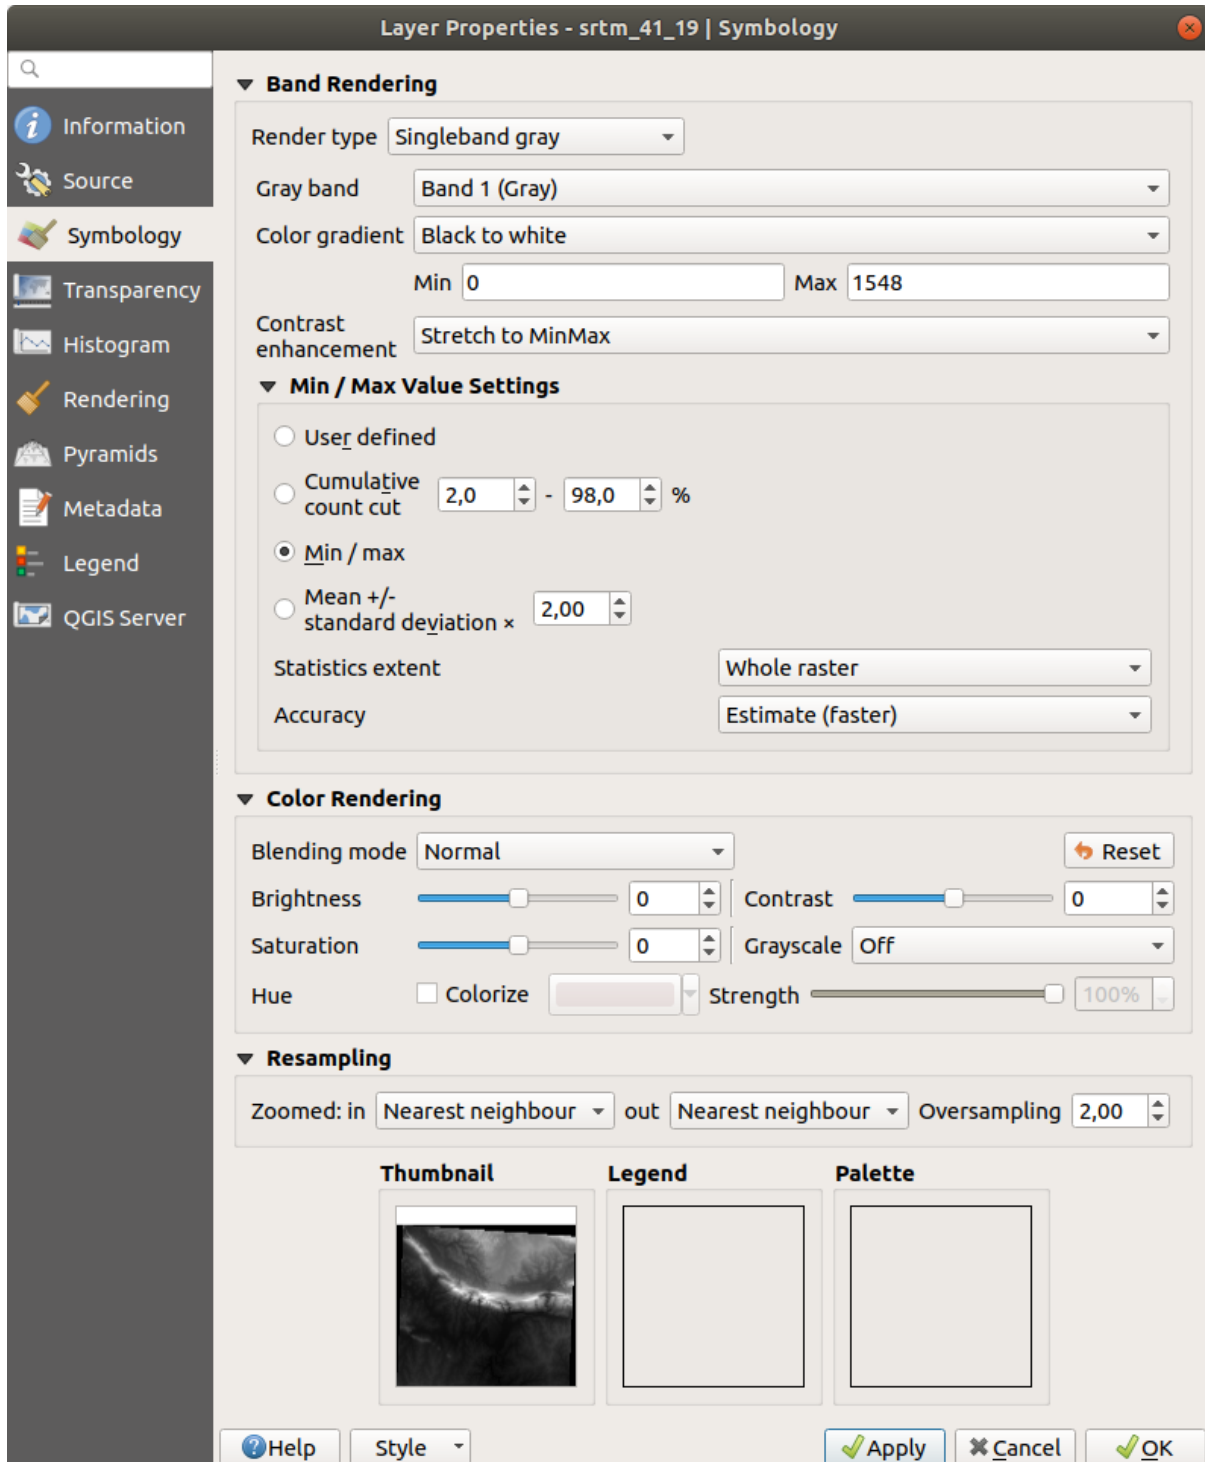 Layer Properties - srtm_41_19 | Symbology
Information
Source
Symbology
Transparency
Histogram
Rendering
Pyramids
Metadata
Legend
QGIS Server
Band Rendering
Render type Singleband gray
Gray band Band 1 (Gray)
Color gradient Black to white
Min 0 Max 1548
Contrast
enhancement Stretch to MinMax
Min / Max Value Settings
User defined
Cumulative
count cut 2,0 - 98,0 %
Min / max
Mean +/-
standard deviation × 2,00
Statistics extent Whole raster
Accuracy Estimate (faster)
Color Rendering
Blending mode Normal Reset
Brightness 0 Contrast 0
Saturation 0 Grayscale Off
Hue Colorize Strength 100%
Resampling
Zoomed: in Nearest neighbour out Nearest neighbour Oversampling 2,00
Thumbnail Legend Palette
Help Style Apply Cancel OK